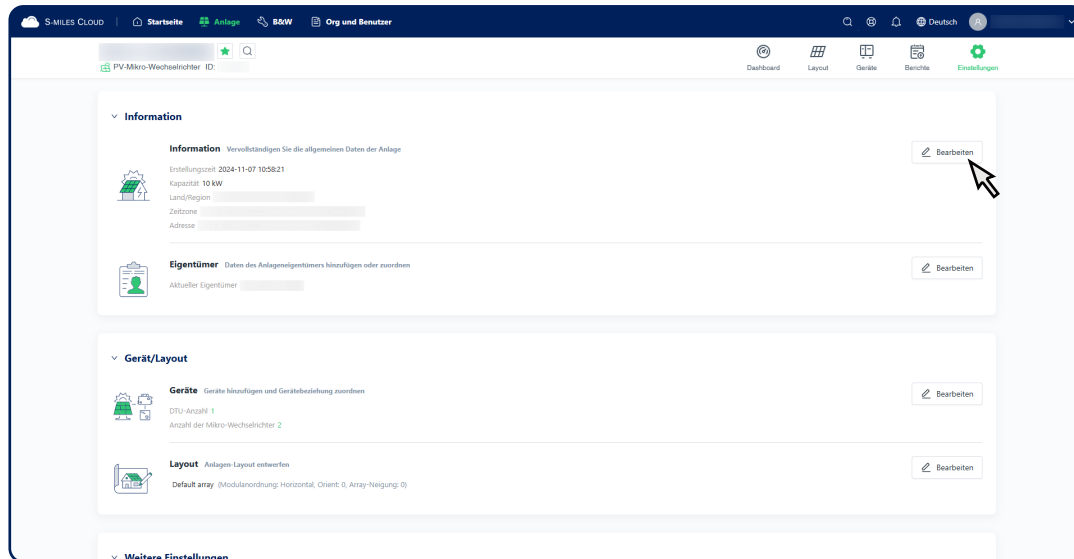 S-MILES CLOUD Startseite Anlage B&W Org und Benutzer Deutsch A
PV-Mikro-Wechselrichter ID:
Dashboard Layout Geräte Berichte Einstellungen
Information
Information Vervollständigen Sie die allgemeinen Daten der Anlage
Bearbeiten
Erstellungszeit 2024-11-07 10:58:21
Kapazität 10 kW
Land/Region
Zeitzone
Adresse
Eigentümer Daten des Anlageneigentümers hinzufügen oder zuordnen
Bearbeiten
Aktueller Eigentümer
Gerät/Layout
Geräte Geräte hinzufügen und Gerätebeziehung zuordnen
Bearbeiten
DTU-Anzahl 1
Anzahl der Mikro-Wechselrichter 2
Layout Anlagen-Layout entwerfen
Bearbeiten
Default array (Modulanordnung: Horizontal, Orient: 0, Array-Neigung: 0)
Weitere Einstellungen